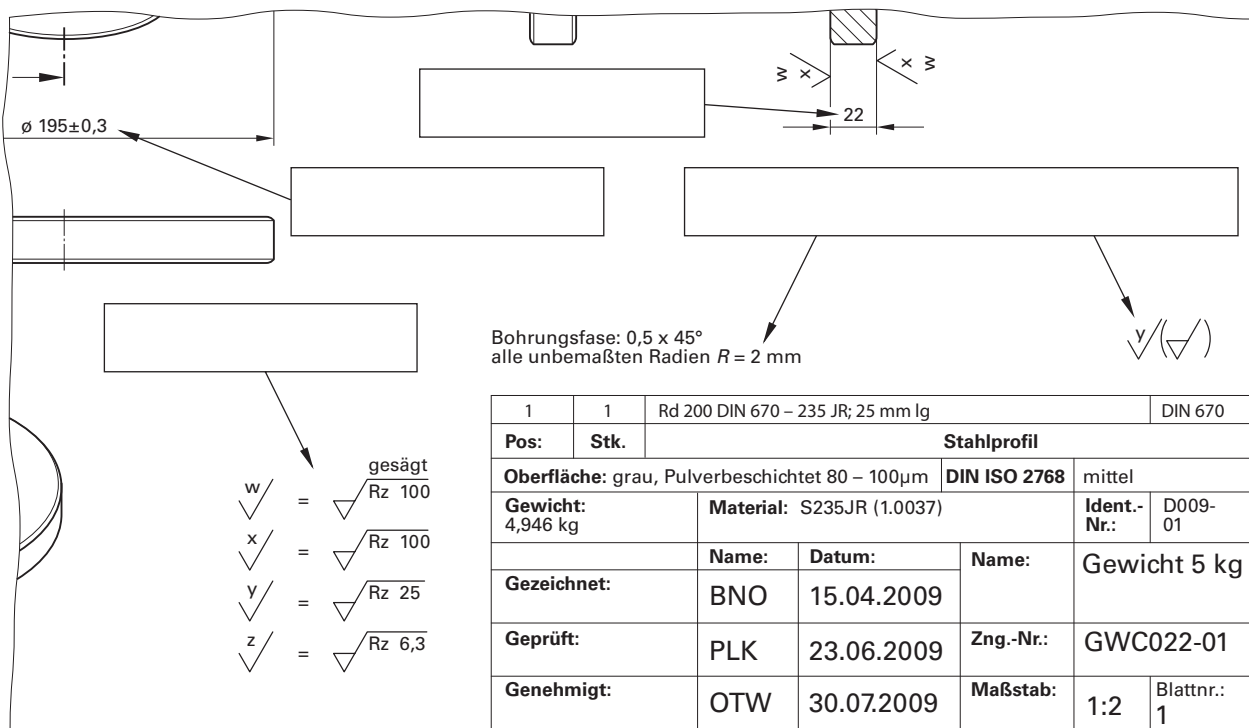 w x
x w
22
ø 195±0,3
Bohrungsfase: 0,5 x 45°
alle unbemaßten Radien R = 2 mm
y
gesägt
w = Rz 100
x = Rz 100
y = Rz 25
z = Rz 6,3
1 1 Rd 200 DIN 670 – 235 JR; 25 mm lg DIN 670
Pos: Stk. Stahlprofil
Oberfläche: grau, Pulverbeschichtet 80 – 100µm DIN ISO 2768 mittel
Gewicht: Material: S235JR (1.0037) Ident.- D009-
4,946 kg Nr.: 01
Name: Datum: Name: Gewicht 5 kg
Gezeichnet: BNO 15.04.2009
Geprüft: PLK 23.06.2009 Zng.-Nr.: GWC022-01
Genehmigt: OTW 30.07.2009 Maßstab: 1:2 Blattnr.:
1